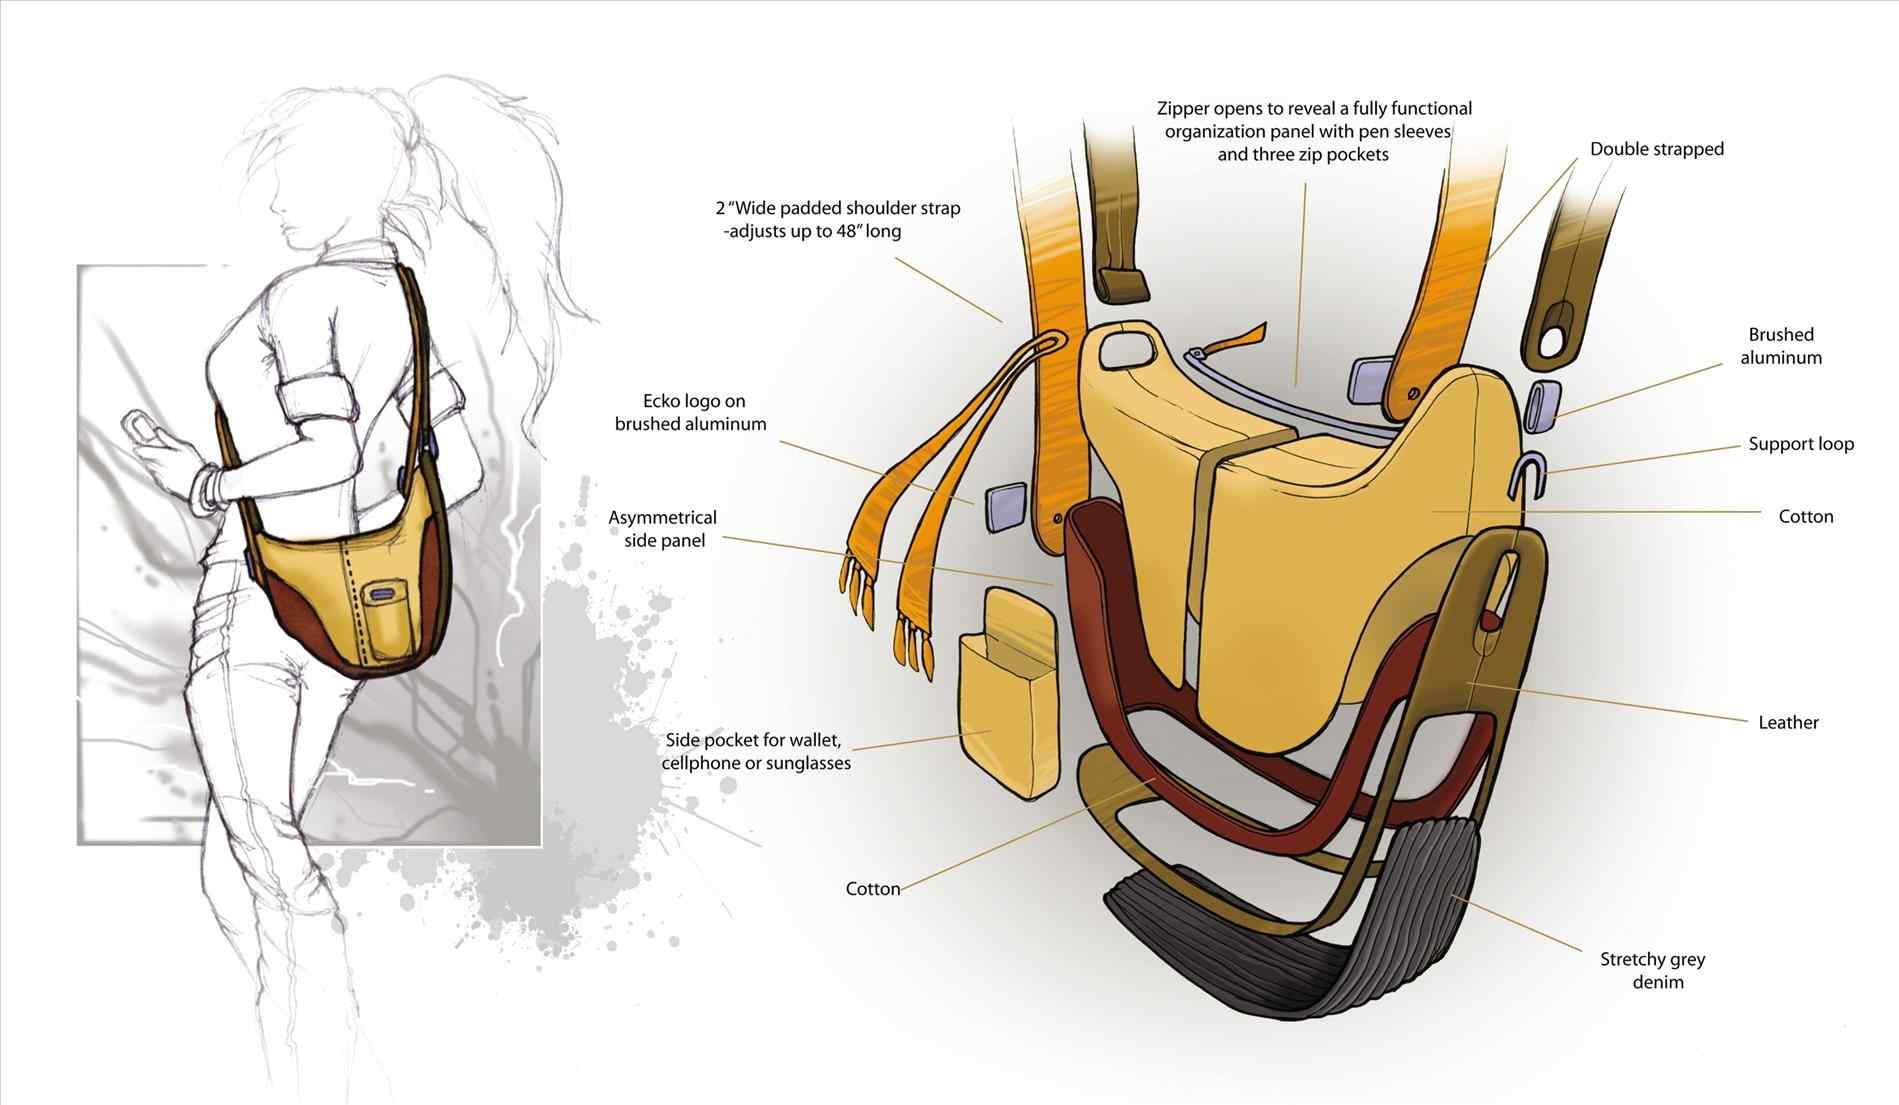 Zipper opens to reveal a fully functional
organization panel with pen sleeves
and three zip pockets
Double strapped
2 “Wide padded shoulder strap
-adjusts up to 48” long
Brushed
aluminum
Ecko logo on
brushed aluminum
Support loop
Asymmetrical
side panel
Cotton
Side pocket for wallet,
cellphone or sunglasses
Leather
Cotton
Stretchy grey
denim